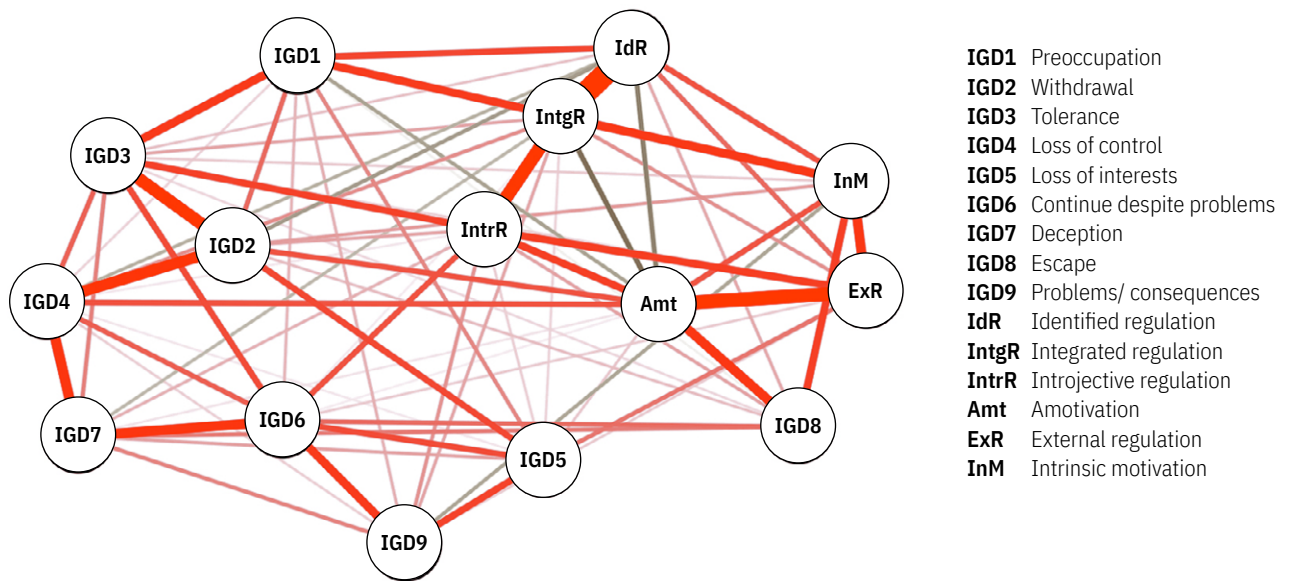 IGD1
IdR
IntgR
IGD3
InM
IntrR
IGD2
ExR
IGD4
Amt
IGD6
IGD8
IGD7
IGD5
IGD9
IGD1 Preoccupation
IGD2 Withdrawal
IGD3 Tolerance
IGD4 Loss of control
IGD5 Loss of interests
IGD6 Continue despite problems
IGD7 Deception
IGD8 Escape
IGD9 Problems/ consequences
IdR Identified regulation
IntgR Integrated regulation
IntrR Introjective regulation
Amt Amotivation
ExR External regulation
InM Intrinsic motivation